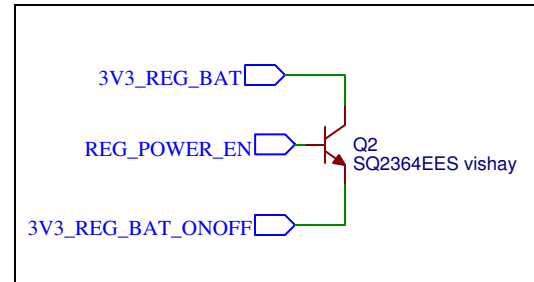 3V3_REG_BAT
REG_POWER_EN
Q2
SQ2364EES vishay
3V3_REG_BAT_ONOFF